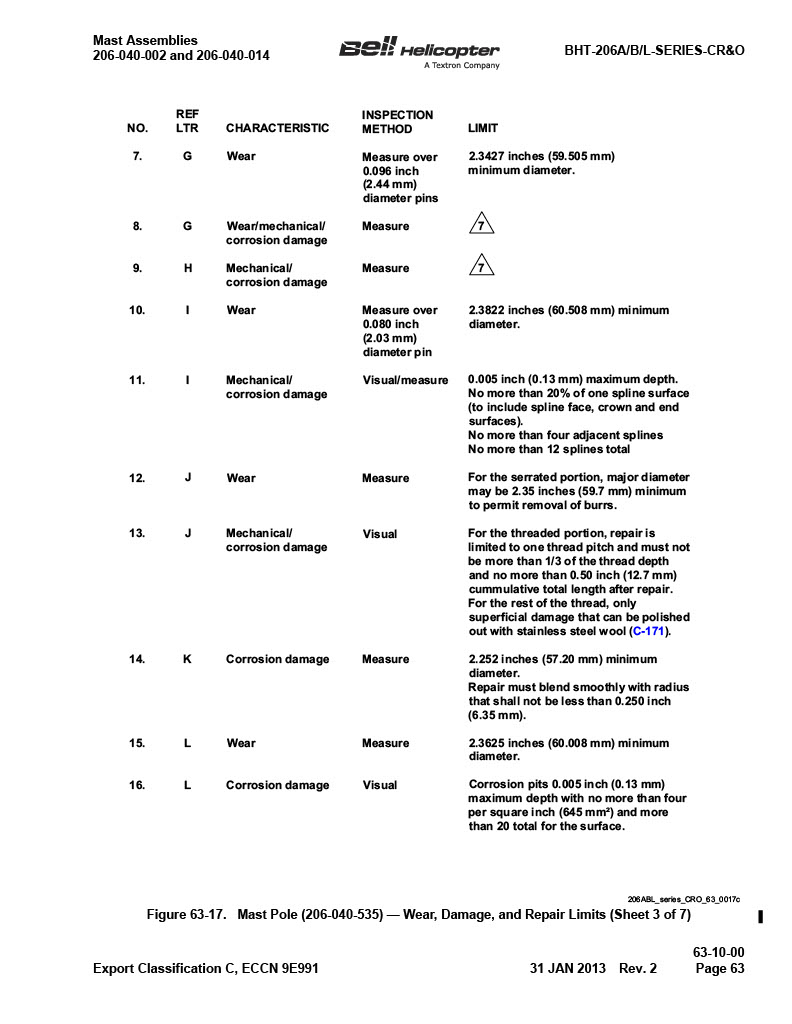 Mast Assemblies
206-040-002 and 206-040-014
Bell Helicopter
A Textron Company
BHT-206A/B/L-SERIES-CR&O
NO. REF LTR CHARACTERISTIC INSPECTION METHOD LIMIT
7. G Wear Measure over 2.3427 inches (59.505 mm)
0.096 inch minimum diameter.
(2.44 mm)
diameter pins
8. G Wear/mechanical/ Measure 7
corrosion damage
9. H Mechanical/ Measure 7
corrosion damage
10. I Wear Measure over 2.3822 inches (60.508 mm) minimum
0.080 inch diameter.
(2.03 mm)
diameter pin
11. I Mechanical/ Visual/measure 0.005 inch (0.13 mm) maximum depth.
corrosion damage No more than 20% of one spline surface
(to include spline face, crown and end
surfaces).
No more than four adjacent splines
No more than 12 splines total
12. J Wear Measure For the serrated portion, major diameter
may be 2.35 inches (59.7 mm) minimum
to permit removal of burrs.
13. J Mechanical/ Visual For the threaded portion, repair is
corrosion damage limited to one thread pitch and must not
be more than 1/3 of the thread depth
and no more than 0.50 inch (12.7 mm)
cummulative total length after repair.
For the rest of the thread, only
superficial damage that can be polished
out with stainless steel wool (C-171).
14. K Corrosion damage Measure 2.252 inches (57.20 mm) minimum
diameter.
Repair must blend smoothly with radius
that shall not be less than 0.250 inch
(6.35 mm).
15. L Wear Measure 2.3625 inches (60.008 mm) minimum
diameter.
16. L Corrosion damage Visual Corrosion pits 0.005 inch (0.13 mm)
maximum depth with no more than four
per square inch (645 mm²) and more
than 20 total for the surface.
206ABL_series_CRO_63_0017c
Figure 63-17. Mast Pole (206-040-535) — Wear, Damage, and Repair Limits (Sheet 3 of 7)
63-10-00
Export Classification C, ECCN 9E991 31 JAN 2013 Rev. 2 Page 63